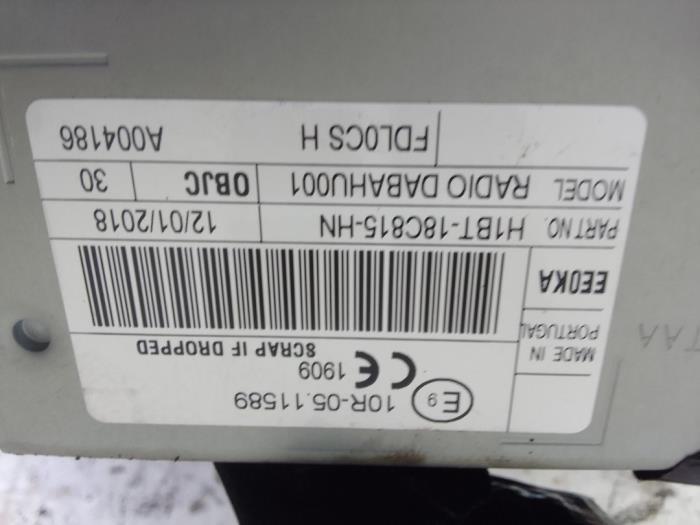 E9 10R-05.11589
CE 1909
MADE IN PORTUGAL
SCRAP IF DROPPED
EE0KA
PART NO. H1BT-18C815-HN 12/01/2018
MODEL RADIO DABAHU001 0BJC 30
FDL0CS H A004186